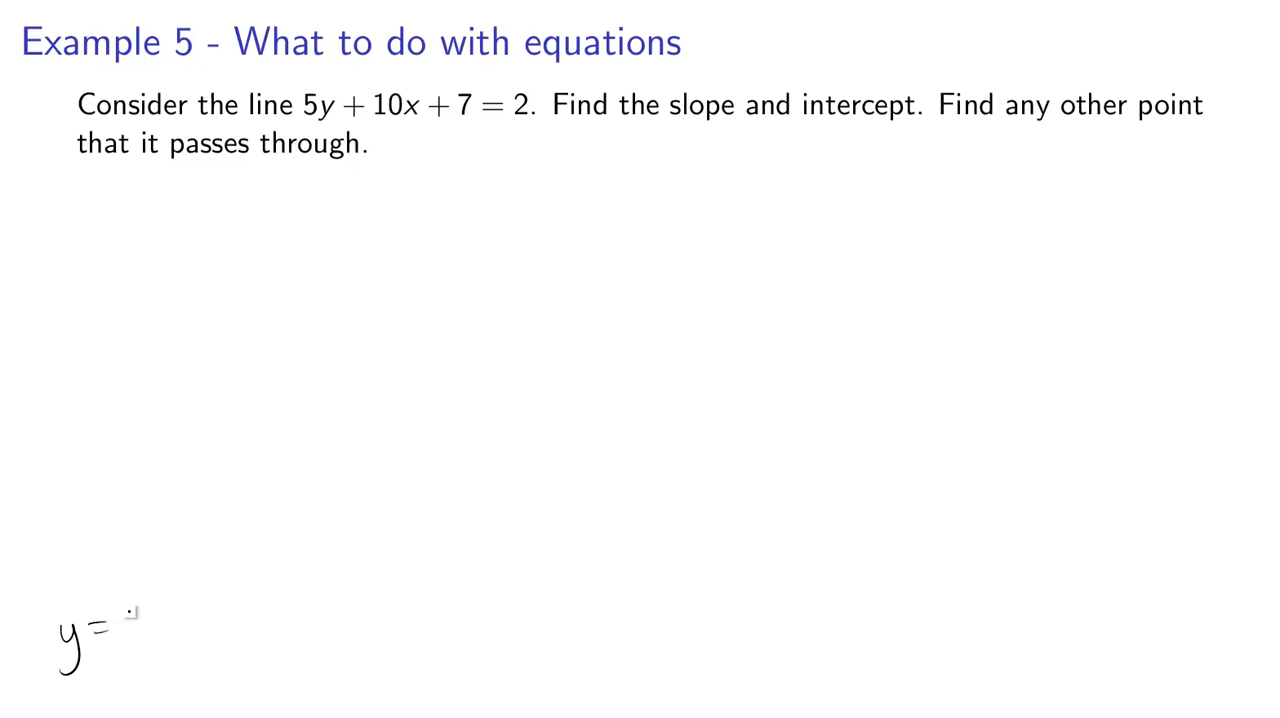 Example 5 - What to do with equations
Consider the line 5y + 10x + 7 = 2. Find the slope and intercept. Find any other point
that it passes through.
y =